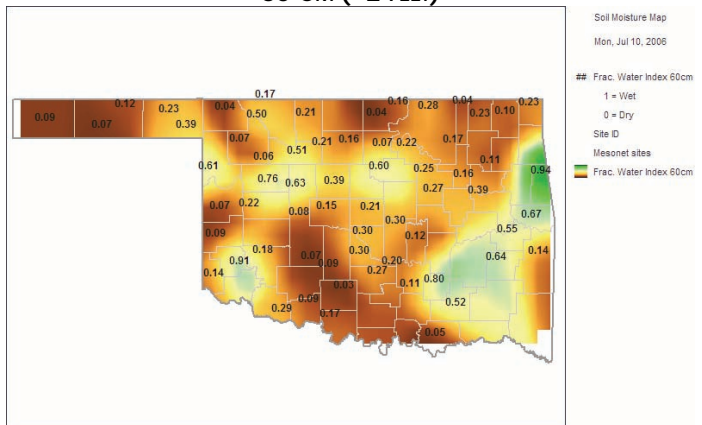 Soil Moisture Map
Mon, Jul 10, 2006
## Frac. Water Index 60cm
1 = Wet
0 = Dry
Site ID
Mesonet sites
Frac. Water Index 60cm
0.17
0.09 0.12 0.07 0.23 0.39 0.04 0.50 0.21 0.04 0.16 0.28 0.04 0.23 0.10 0.23
0.07 0.06 0.51 0.21 0.16 0.07 0.22 0.17 0.11
0.61 0.76 0.63 0.39 0.60 0.25 0.27 0.16 0.39 0.94
0.07 0.22 0.08 0.15 0.21 0.30 0.67
0.09 0.18 0.30 0.12 0.55
0.14 0.91 0.07 0.09 0.30 0.27 0.20 0.64 0.14
0.03 0.11 0.80
0.29 0.09 0.17 0.52
0.05